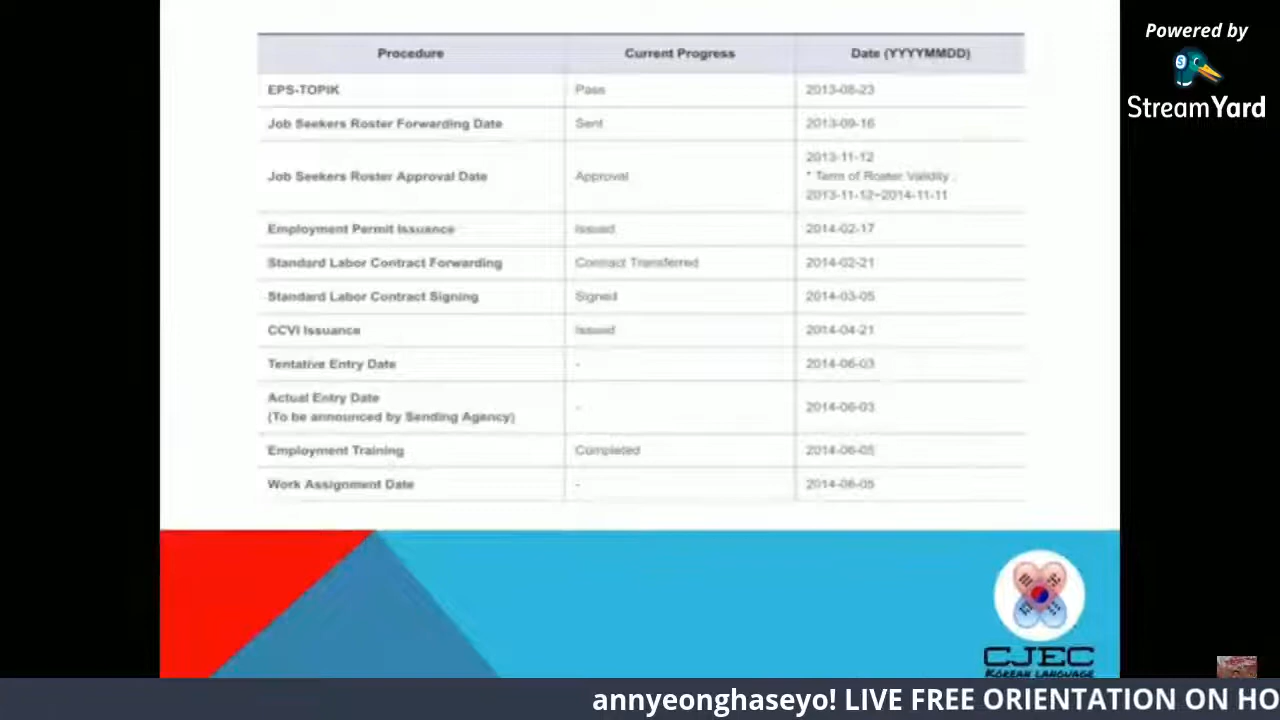 Powered by
StreamYard
Procedure Current Progress Date (YYYYMMDD)
EPS-TOPIK Pass 2013-08-23
Job Seekers Roster Forwarding Date Sent 2013-09-16
Job Seekers Roster Approval Date Approval 2013-11-12
* Term of Roster Validity :
2013-11-12~2014-11-11
Employment Permit Issuance Issued 2014-02-17
Standard Labor Contract Forwarding Contract Transferred 2014-02-21
Standard Labor Contract Signing Signed 2014-03-05
CCVI Issuance Issued 2014-04-21
Tentative Entry Date - 2014-06-03
Actual Entry Date
(To be announced by Sending Agency) - 2014-06-03
Employment Training Completed 2014-06-05
Work Assignment Date - 2014-06-05
CJEC
KOREAN LANGUAGE
annyeonghaseyo! LIVE FREE ORIENTATION ON HO